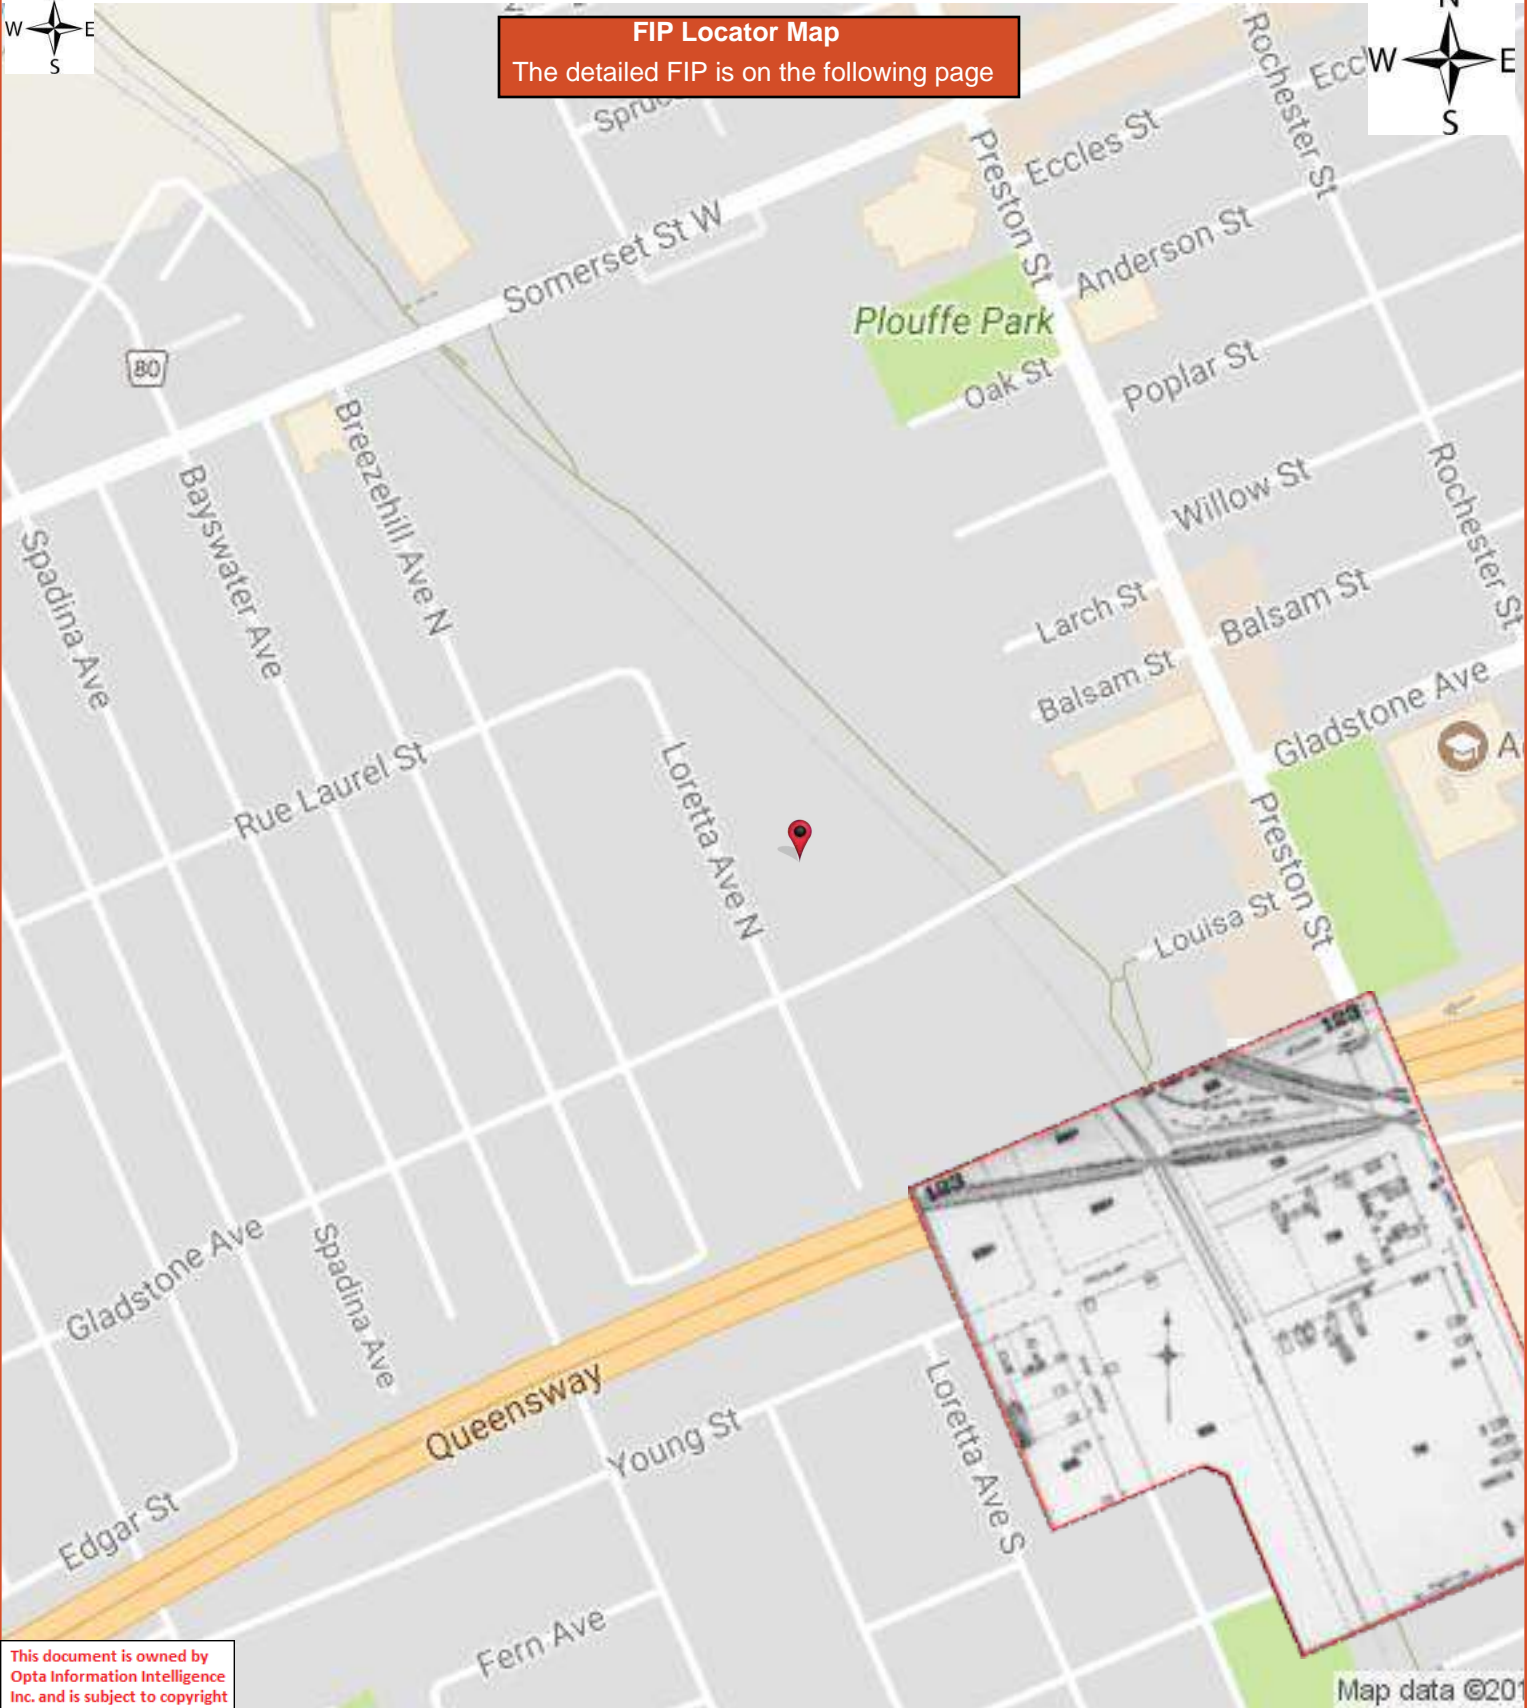 N
W E
S
W E
S
FIP Locator Map
The detailed FIP is on the following page
Rochester St
Eccles St
Preston St
Anderson St
Somerset St W
Plouffe Park
Oak St
Poplar St
80
Breezehill Ave N
Bayswater Ave
Willow St
Rochester St
Spadina Ave
Larch St
Balsam St
Balsam St
Gladstone Ave
Rue Laurel St
Loretta Ave N
Preston St
Louisa St
123
123
Gladstone Ave
Spadina Ave
Queensway
Young St
Loretta Ave S
Edgar St
Fern Ave
This document is owned by
Opta Information Intelligence
Inc. and is subject to copyright
Map data ©201